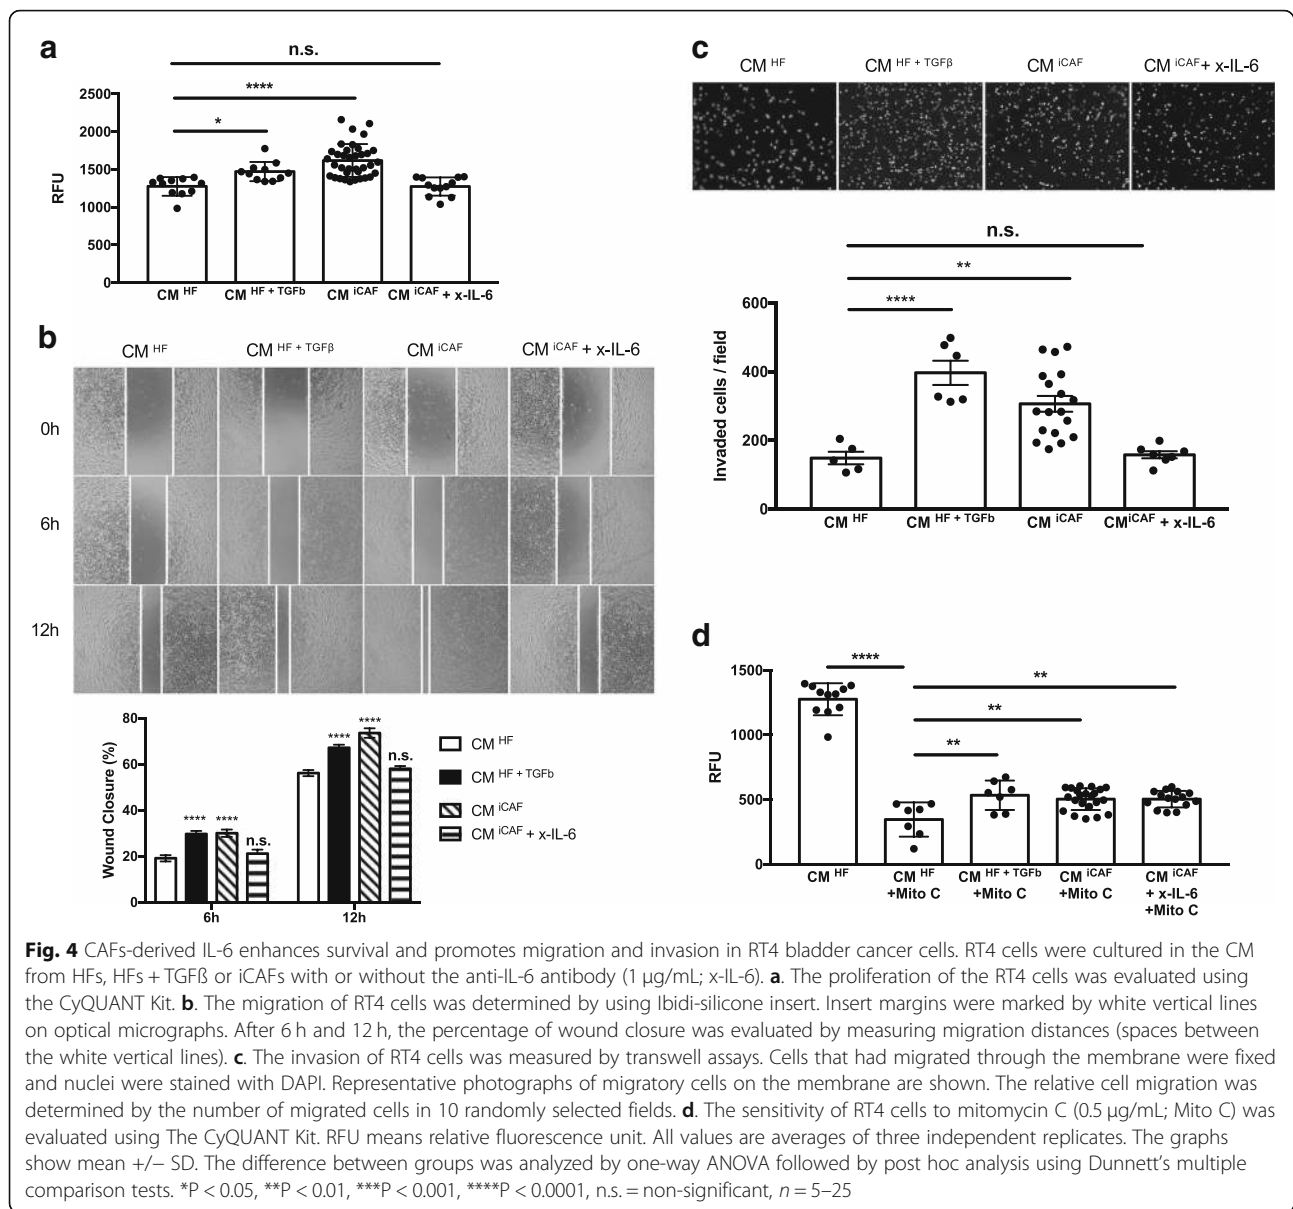 a
n.s.
****
*
2500
2000
1500
1000
500
0
RFU
CM HF
CM HF + TGFb
CM iCAF
CM iCAF + x-IL-6
b
CM HF
CM HF + TGFβ
CM iCAF
CM iCAF + x-IL-6
0h
6h
12h
80
60
40
20
0
Wound Closure (%)
**** **** n.s.
**** **** n.s.
6h
12h
CM HF
CM HF + TGFb
CM iCAF
CM iCAF + x-IL-6
c
CM HF
CM HF + TGFβ
CM iCAF
CM iCAF + x-IL-6
n.s.
**
****
600
400
200
0
Invaded cells / field
CM HF
CM HF + TGFb
CM iCAF
CM iCAF + x-IL-6
d
****
**
**
**
1500
1000
500
0
RFU
CM HF
CM HF +Mito C
CM HF + TGFb +Mito C
CM iCAF +Mito C
CM iCAF + x-IL-6 +Mito C
Fig. 4 CAFs-derived IL-6 enhances survival and promotes migration and invasion in RT4 bladder cancer cells. RT4 cells were cultured in the CM
from HFs, HFs + TGFß or iCAFs with or without the anti-IL-6 antibody (1 μg/mL; x-IL-6). a. The proliferation of the RT4 cells was evaluated using
the CyQUANT Kit. b. The migration of RT4 cells was determined by using Ibidi-silicone insert. Insert margins were marked by white vertical lines
on optical micrographs. After 6 h and 12 h, the percentage of wound closure was evaluated by measuring migration distances (spaces between
the white vertical lines). c. The invasion of RT4 cells was measured by transwell assays. Cells that had migrated through the membrane were fixed
and nuclei were stained with DAPI. Representative photographs of migratory cells on the membrane are shown. The relative cell migration was
determined by the number of migrated cells in 10 randomly selected fields. d. The sensitivity of RT4 cells to mitomycin C (0.5 μg/mL; Mito C) was
evaluated using The CyQUANT Kit. RFU means relative fluorescence unit. All values are averages of three independent replicates. The graphs
show mean +/− SD. The difference between groups was analyzed by one-way ANOVA followed by post hoc analysis using Dunnett's multiple
comparison tests. *P < 0.05, **P < 0.01, ***P < 0.001, ****P < 0.0001, n.s. = non-significant, n = 5–25